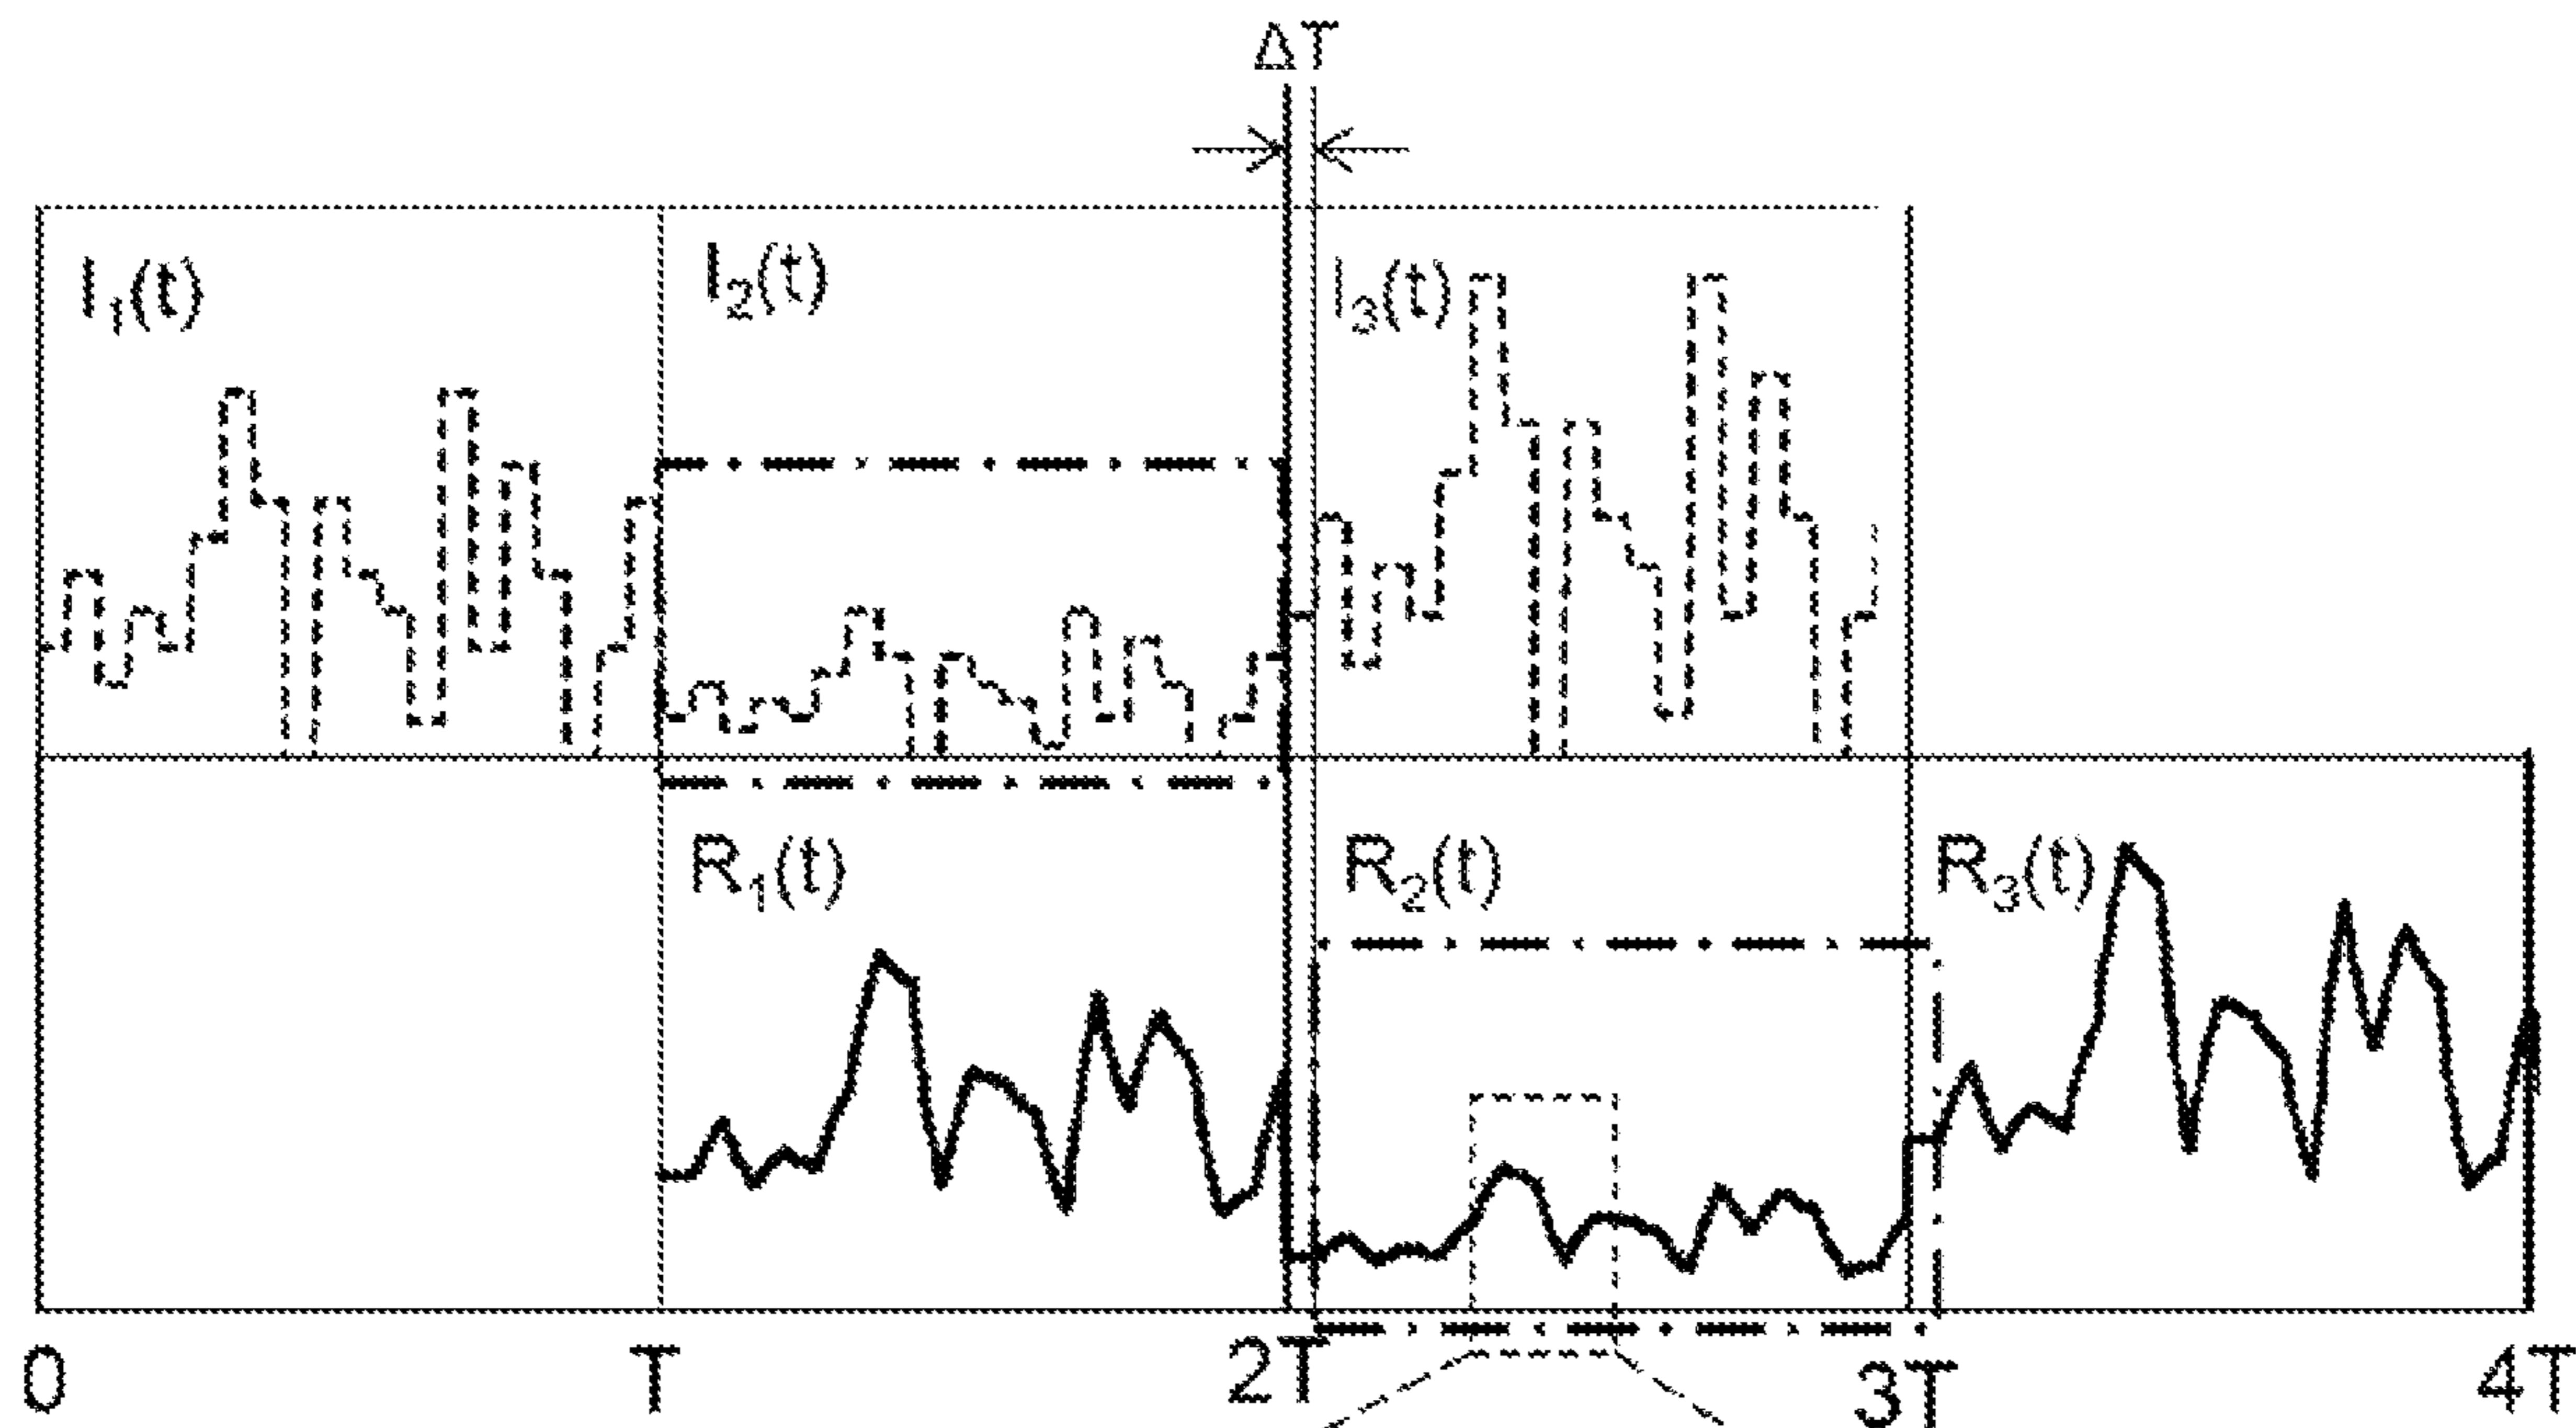 ΔT
I₁(t) I₂(t) I₃(t)
R₁(t) R₂(t) R₃(t)
0 T 2T 3T 4T